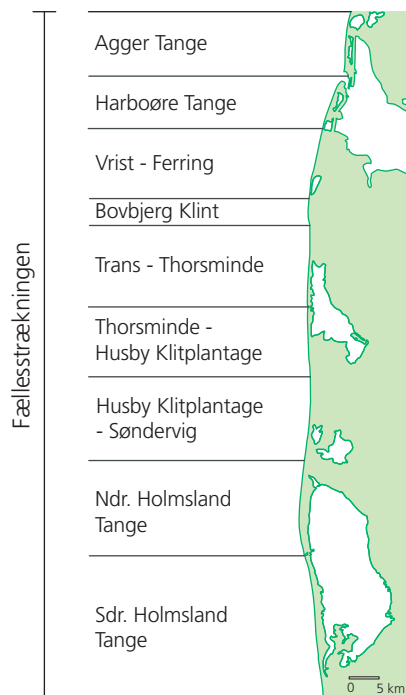 Fællesstrækningen
Agger Tange
Harboøre Tange
Vrist - Ferring
Bovbjerg Klint
Trans - Thorsminde
Thorsminde -
Husby Klitplantage
Husby Klitplantage
- Søndervig
Ndr. Holmsland
Tange
Sdr. Holmsland
Tange
0 5 km